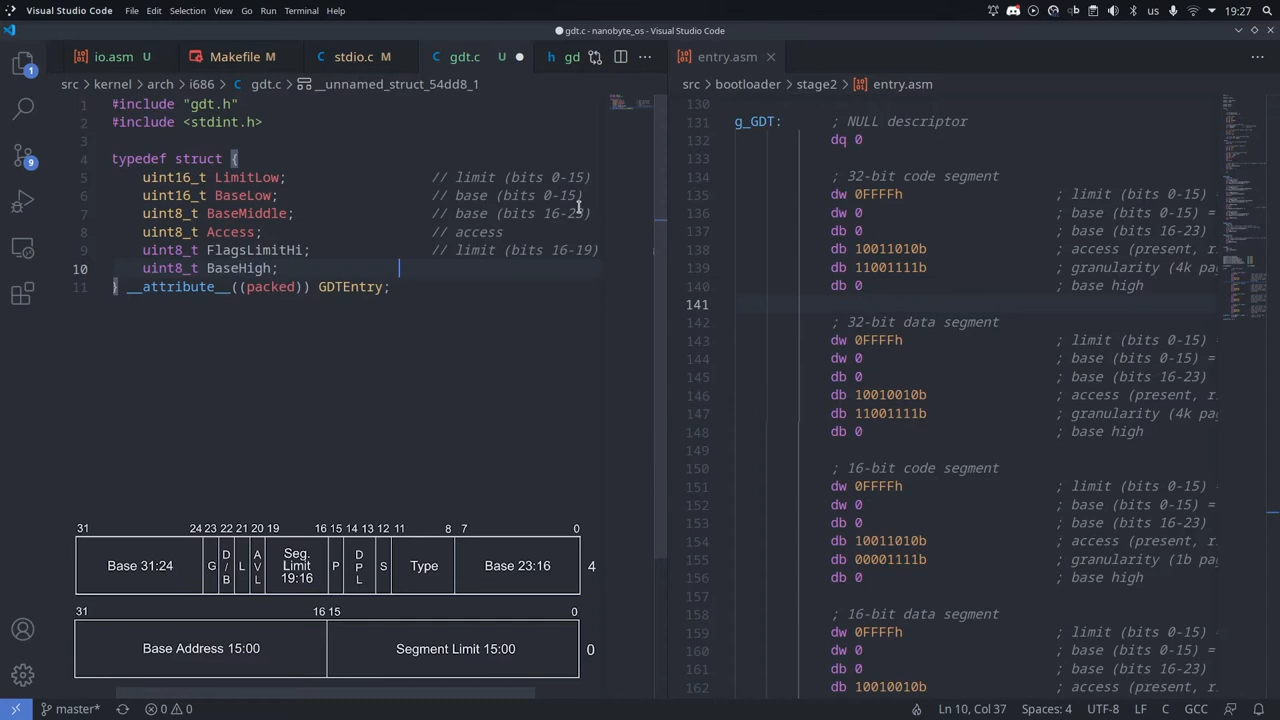 Visual Studio Code File Edit Selection View Go Run Terminal Help us 19:27
gdt.c - nanobyte_os - Visual Studio Code
io.asm U Makefile M stdio.c M gdt.c U gd entry.asm
src kernel arch i686 gdt.c __unnamed_struct_54dd8_1
src bootloader stage2 entry.asm
1 #include "gdt.h"
2 #include <stdint.h>
3
4 typedef struct {
5 uint16_t LimitLow; // limit (bits 0-15)
6 uint16_t BaseLow; // base (bits 0-15)
7 uint8_t BaseMiddle; // base (bits 16-23)
8 uint8_t Access; // access
9 uint8_t FlagsLimitHi; // limit (bits 16-19)
10 uint8_t BaseHigh;
11 } __attribute__((packed)) GDTEntry;
130
131 g_GDT: ; NULL descriptor
132 dq 0
133
134 ; 32-bit code segment
135 dw 0FFFFh ; limit (bits 0-15) =
136 dw 0 ; base (bits 0-15) =
137 db 0 ; base (bits 16-23)
138 db 10011010b ; access (present, ri
139 db 11001111b ; granularity (4k pag
140 db 0 ; base high
141
142 ; 32-bit data segment
143 dw 0FFFFh ; limit (bits 0-15) =
144 dw 0 ; base (bits 0-15) =
145 db 0 ; base (bits 16-23)
146 db 10010010b ; access (present, ri
147 db 11001111b ; granularity (4k pag
148 db 0 ; base high
149
150 ; 16-bit code segment
151 dw 0FFFFh ; limit (bits 0-15) =
152 dw 0 ; base (bits 0-15) =
153 db 0 ; base (bits 16-23)
154 db 10011010b ; access (present, ri
155 db 00001111b ; granularity (1b pag
156 db 0 ; base high
157
158 ; 16-bit data segment
159 dw 0FFFFh ; limit (bits 0-15) =
160 dw 0 ; base (bits 0-15) =
161 db 0 ; base (bits 16-23)
162 db 10010010b ; access (present, ri
31 24 23 22 21 20 19 16 15 14 13 12 11 8 7 0
Base 31:24 G D/B L AVL Seg. Limit 19:16 P DPL S Type Base 23:16 4
31 16 15 0
Base Address 15:00 Segment Limit 15:00 0
1
9
master* 0 0 Ln 10, Col 37 Spaces: 4 UTF-8 LF C GCC